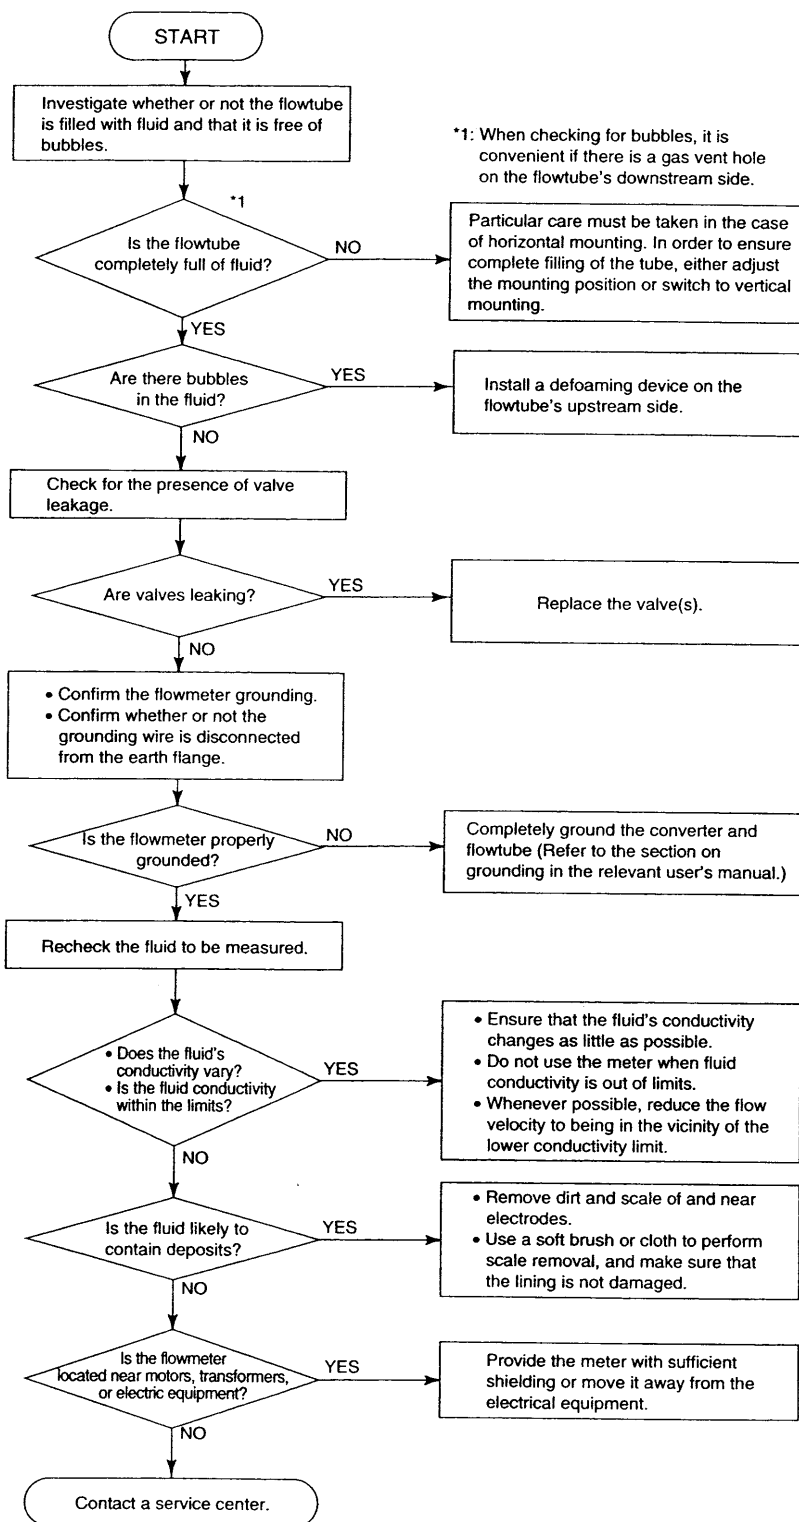 START
Investigate whether or not the flowtube
is filled with fluid and that it is free of
bubbles.
*1: When checking for bubbles, it is
convenient if there is a gas vent hole
on the flowtube's downstream side.
*1
Is the flowtube
completely full of fluid?
NO
Particular care must be taken in the case
of horizontal mounting. In order to ensure
complete filling of the tube, either adjust
the mounting position or switch to vertical
mounting.
YES
Are there bubbles
in the fluid?
YES
Install a defoaming device on the
flowtube's upstream side.
NO
Check for the presence of valve
leakage.
Are valves leaking?
YES
Replace the valve(s).
NO
• Confirm the flowmeter grounding.
• Confirm whether or not the
grounding wire is disconnected
from the earth flange.
Is the flowmeter properly
grounded?
NO
Completely ground the converter and
flowtube (Refer to the section on
grounding in the relevant user's manual.)
YES
Recheck the fluid to be measured.
• Does the fluid's
conductivity vary?
• Is the fluid conductivity
within the limits?
YES
• Ensure that the fluid's conductivity
changes as little as possible.
• Do not use the meter when fluid
conductivity is out of limits.
• Whenever possible, reduce the flow
velocity to being in the vicinity of the
lower conductivity limit.
NO
Is the fluid likely to
contain deposits?
YES
• Remove dirt and scale of and near
electrodes.
• Use a soft brush or cloth to perform
scale removal, and make sure that
the lining is not damaged.
NO
Is the flowmeter
located near motors, transformers,
or electric equipment?
YES
Provide the meter with sufficient
shielding or move it away from the
electrical equipment.
NO
Contact a service center.